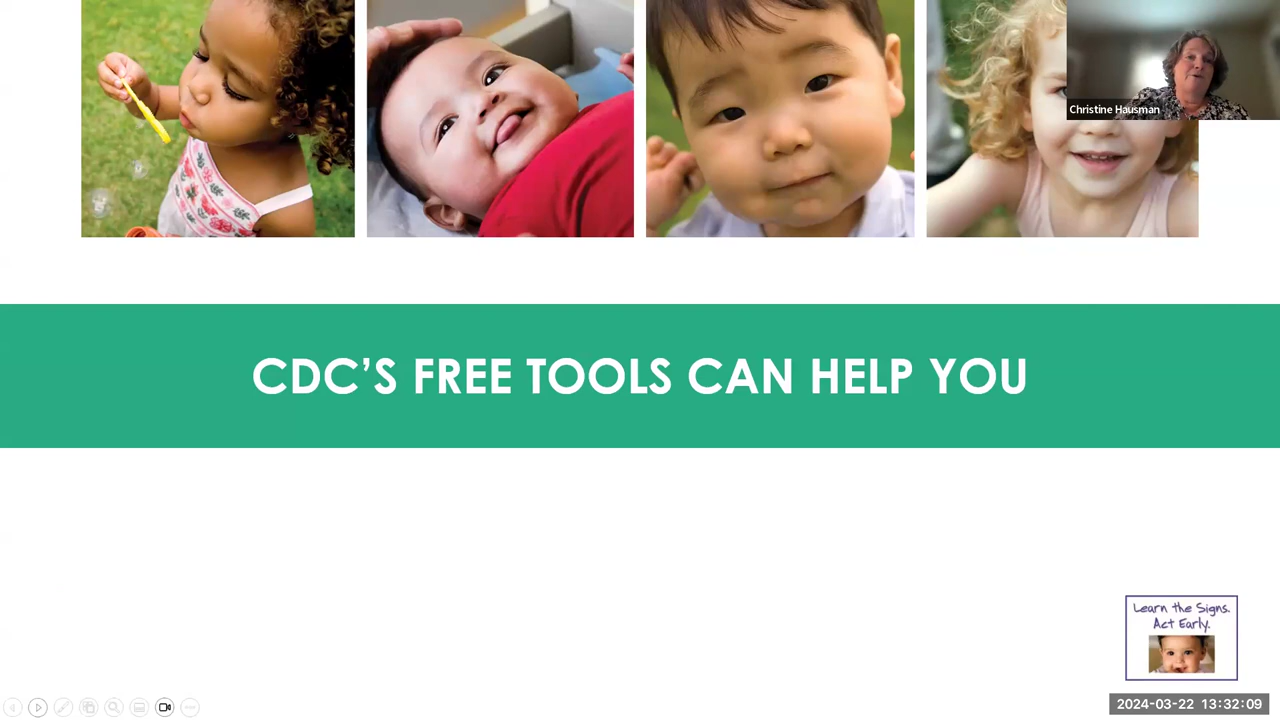 Christine Hausman
CDC'S FREE TOOLS CAN HELP YOU
Learn the Signs.
Act Early.
2024-03-22 13:32:09